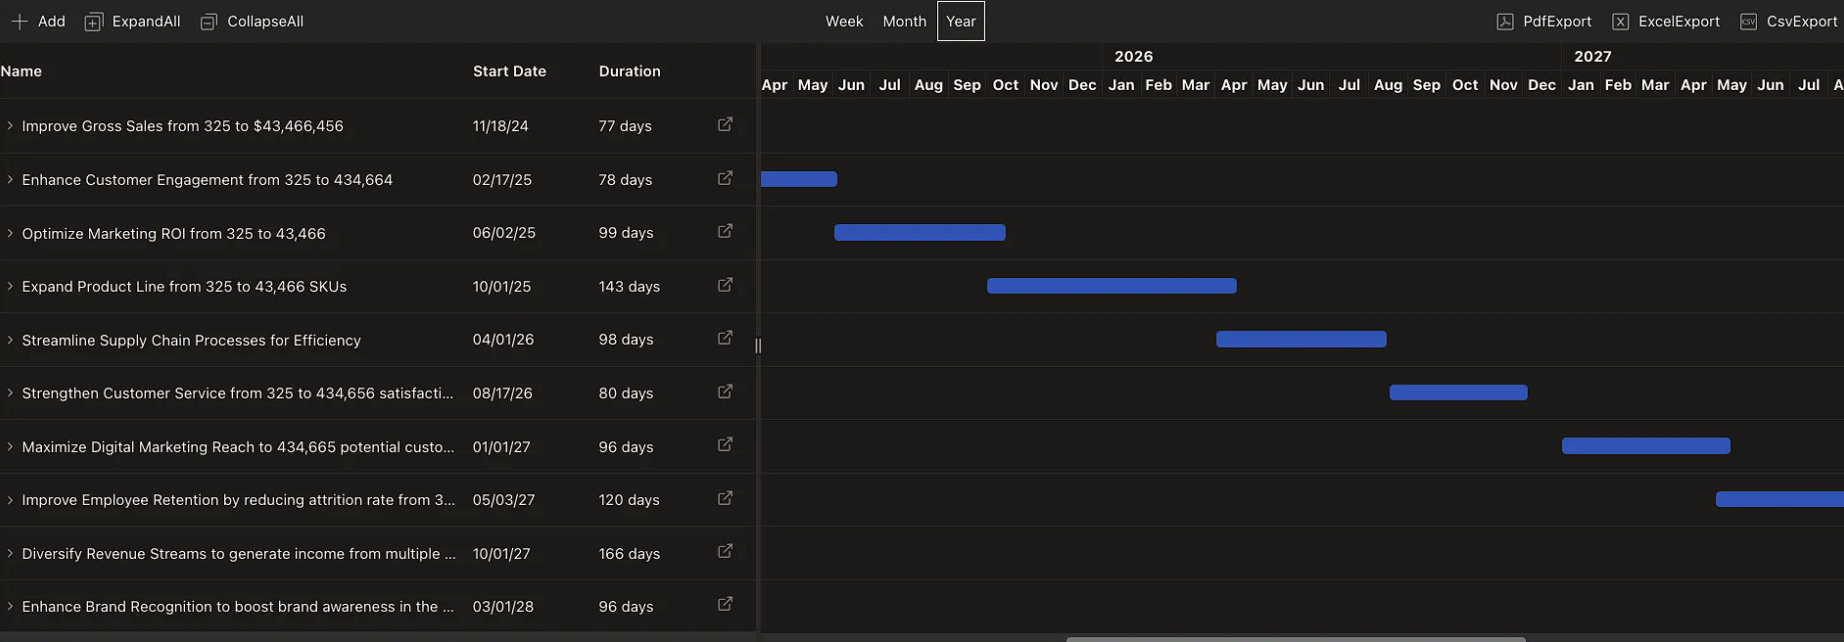 Add ExpandAll CollapseAll Week Month Year PdfExport ExcelExport CsvExport
Name Start Date Duration
2026 2027
Apr May Jun Jul Aug Sep Oct Nov Dec Jan Feb Mar Apr May Jun Jul Aug Sep Oct Nov Dec Jan Feb Mar Apr May Jun Jul A
Improve Gross Sales from 325 to $43,466,456 11/18/24 77 days
Enhance Customer Engagement from 325 to 434,664 02/17/25 78 days
Optimize Marketing ROI from 325 to 43,466 06/02/25 99 days
Expand Product Line from 325 to 43,466 SKUs 10/01/25 143 days
Streamline Supply Chain Processes for Efficiency 04/01/26 98 days
Strengthen Customer Service from 325 to 434,656 satisfacti... 08/17/26 80 days
Maximize Digital Marketing Reach to 434,665 potential custo... 01/01/27 96 days
Improve Employee Retention by reducing attrition rate from 3... 05/03/27 120 days
Diversify Revenue Streams to generate income from multiple ... 10/01/27 166 days
Enhance Brand Recognition to boost brand awareness in the ... 03/01/28 96 days